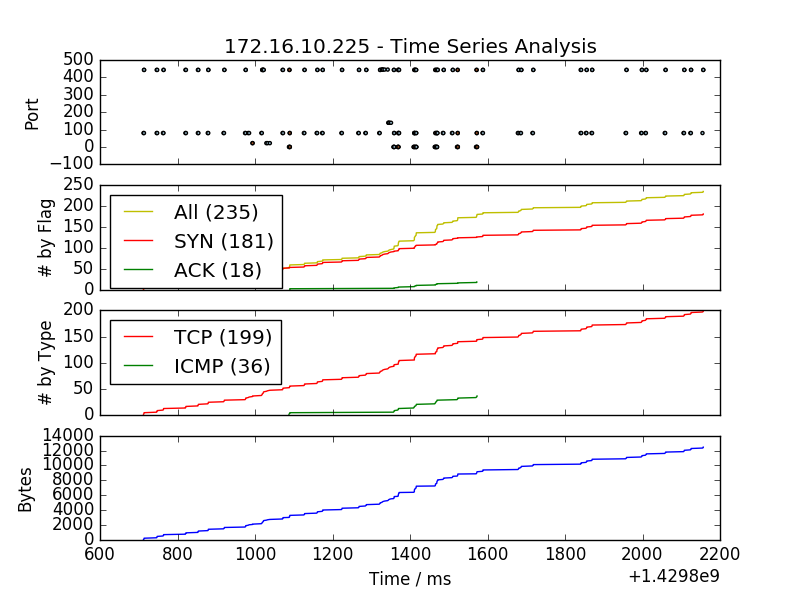 172.16.10.225 - Time Series Analysis
500
400
300
200
100
0
−100
Port
250
200
150
100
50
0
# by Flag
All (235)
SYN (181)
ACK (18)
200
150
100
50
0
# by Type
TCP (199)
ICMP (36)
14000
12000
10000
8000
6000
4000
2000
0
Bytes
600 800 1000 1200 1400 1600 1800 2000 2200
Time / ms
+1.4298e9